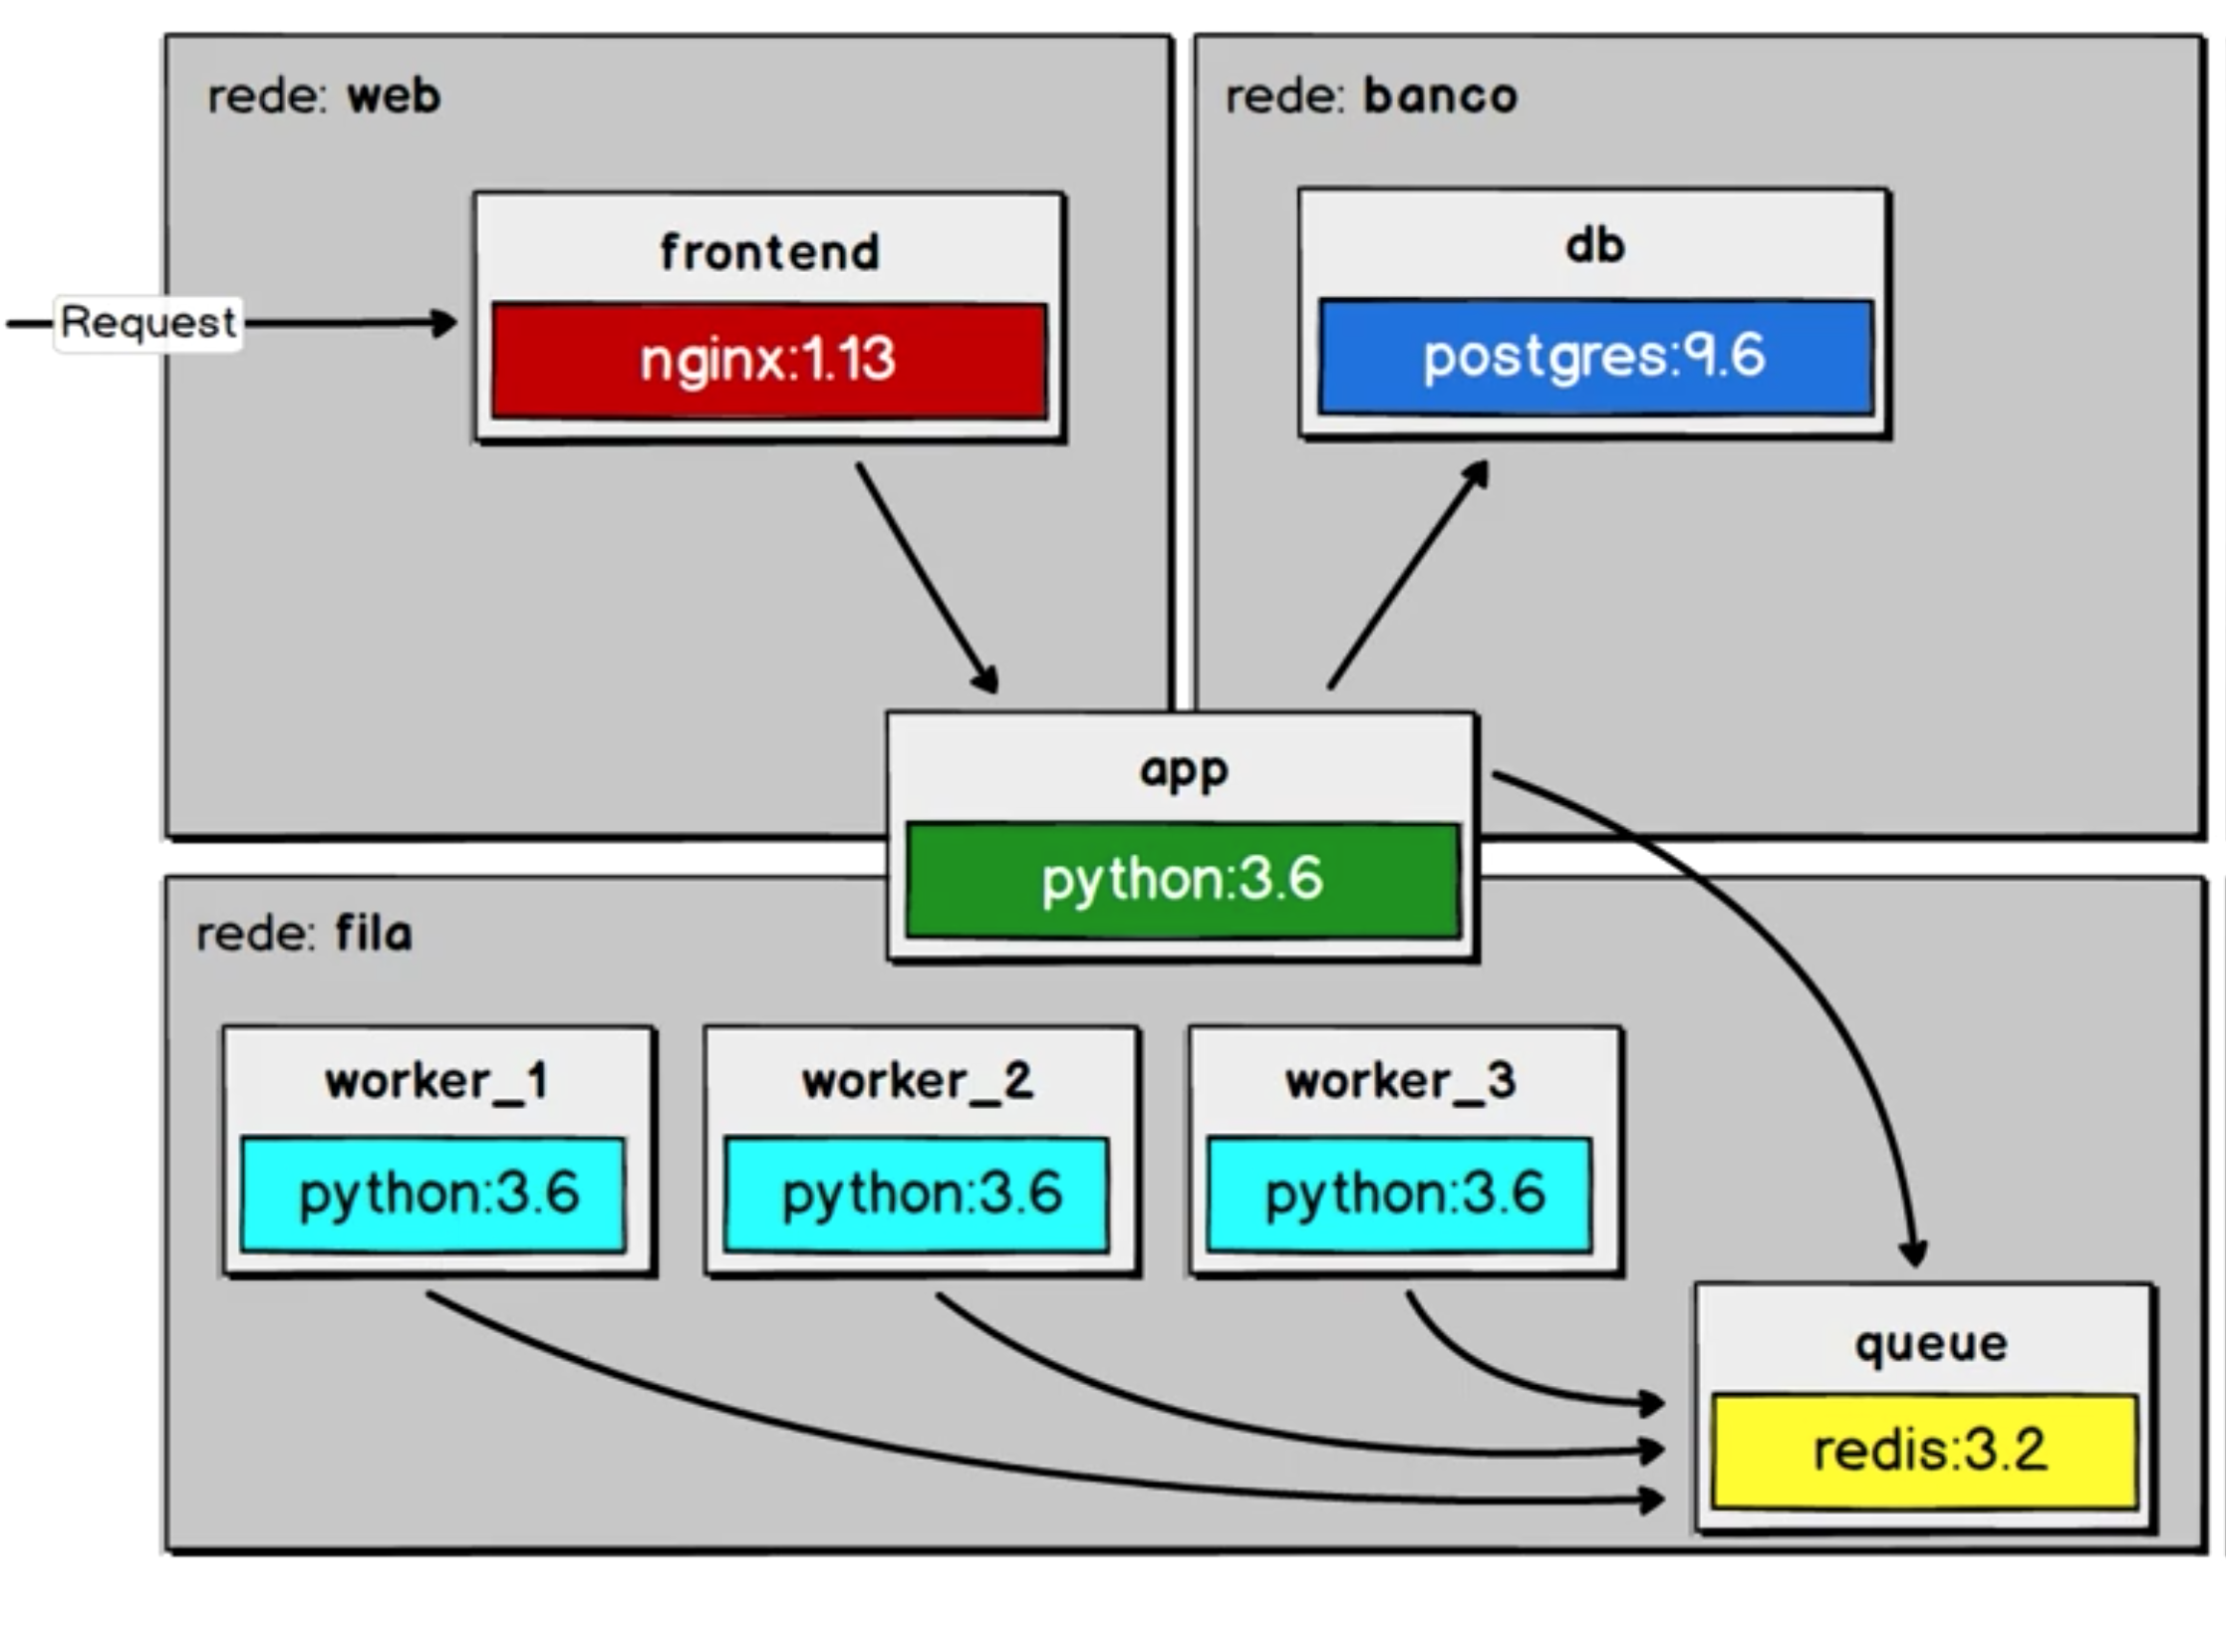 rede: web
rede: banco
frontend
nginx:1.13
db
postgres:9.6
Request
app
python:3.6
rede: fila
worker_1
python:3.6
worker_2
python:3.6
worker_3
python:3.6
queue
redis:3.2